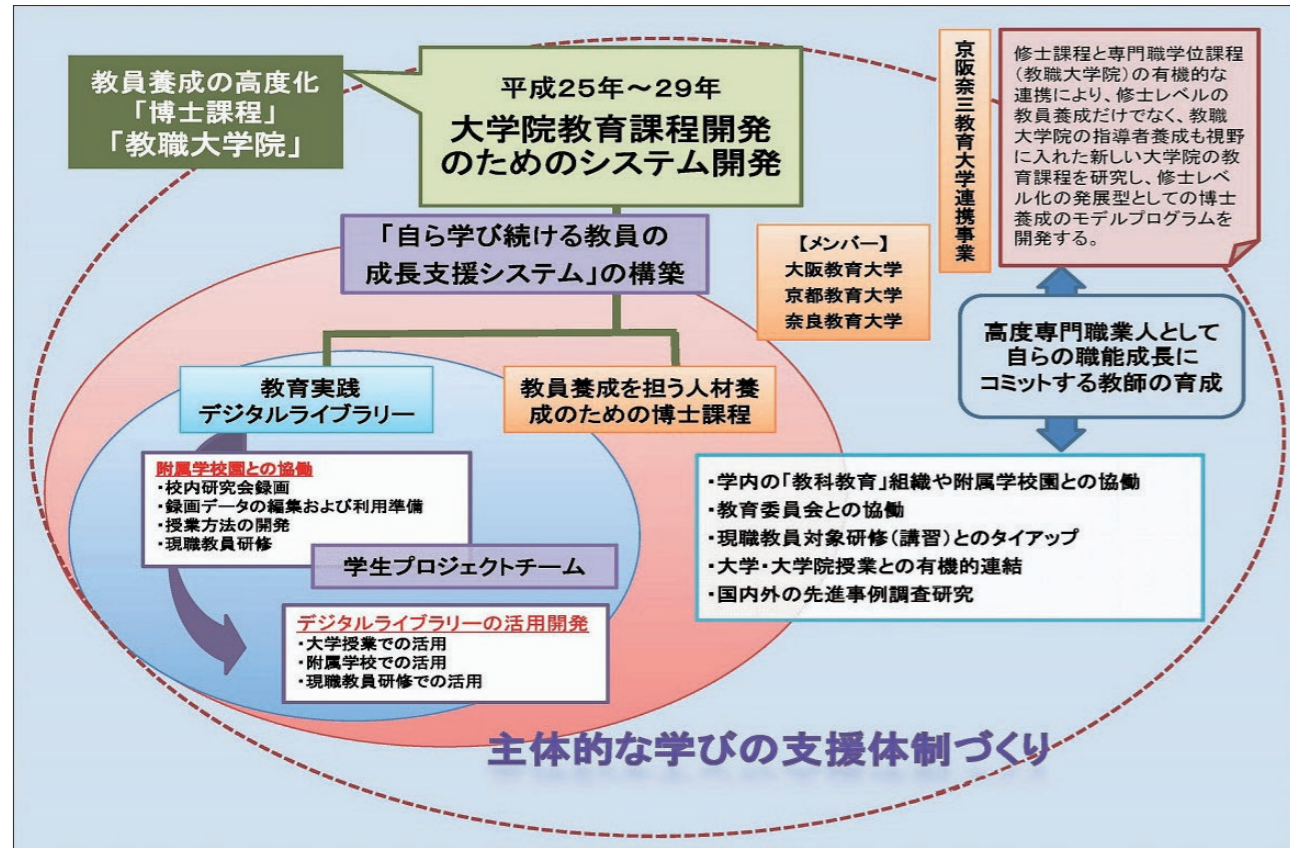 教員養成の高度化
「博士課程」
「教職大学院」
平成25年～29年
大学院教育課程開発
のためのシステム開発
京阪奈三教育大学連携事業
修士課程と専門職学位課程
(教職大学院)の有機的な
連携により、修士レベルの
教員養成だけでなく、教職
大学院の指導者養成も視野
に入れた新しい大学院の教
育課程を研究し、修士レベ
ル化の発展型としての博士
養成のモデルプログラムを
開発する。
「自ら学び続ける教員の
成長支援システム」の構築
【メンバー】
大阪教育大学
京都教育大学
奈良教育大学
高度専門職業人として
自らの職能成長に
コミットする教師の育成
教育実践
デジタルライブラリー
教員養成を担う人材養
成のための博士課程
附属学校園との協働
・校内研究会録画
・録画データの編集および利用準備
・授業方法の開発
・現職教員研修
学生プロジェクトチーム
デジタルライブラリーの活用開発
・大学授業での活用
・附属学校での活用
・現職教員研修での活用
・学内の「教科教育」組織や附属学校園との協働
・教育委員会との協働
・現職教員対象研修(講習)とのタイアップ
・大学・大学院授業との有機的連結
・国内外の先進事例調査研究
主体的な学びの支援体制づくり